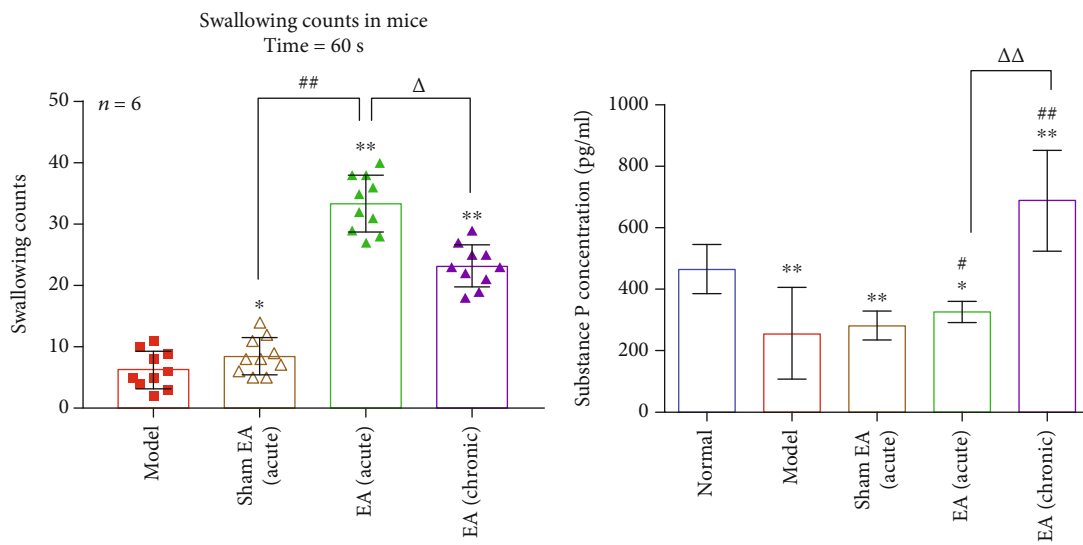 Swallowing counts in mice
Time = 60 s
##
Δ
n = 6
50
40
30
20
10
0
Swallowing counts
*
**
**
Model
Sham EA
(acute)
EA (acute)
EA (chronic)
ΔΔ
1000
800
600
400
200
0
Substance P concentration (pg/ml)
**
**
#
*
##
**
Normal
Model
Sham EA
(acute)
EA (acute)
EA (chronic)